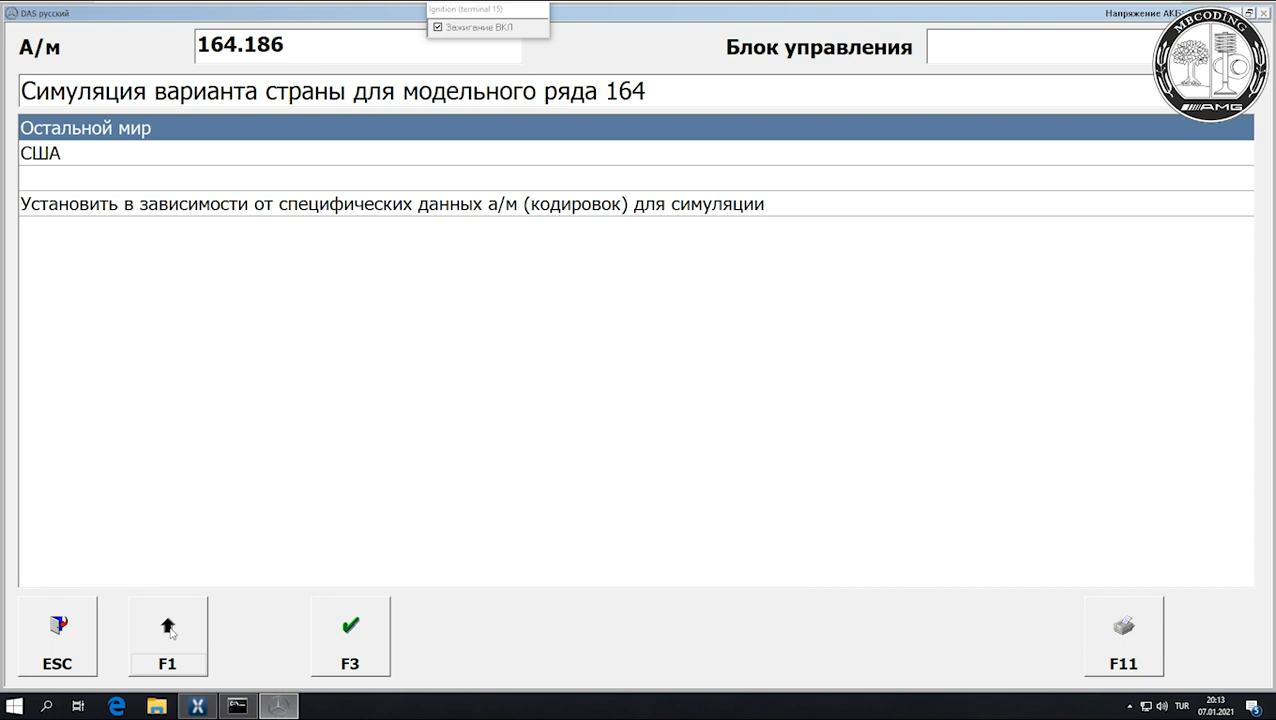 DAS русский
Ignition (terminal 15)
Напряжение АКБ:
А/м
164.186
Зажигание ВКЛ
Блок управления
MBCODING
AMG
Симуляция варианта страны для модельного ряда 164
Остальной мир
США
Установить в зависимости от специфических данных а/м (кодировок) для симуляции
ESC
F1
F3
F11
TUR
20:13
07.01.2021
5